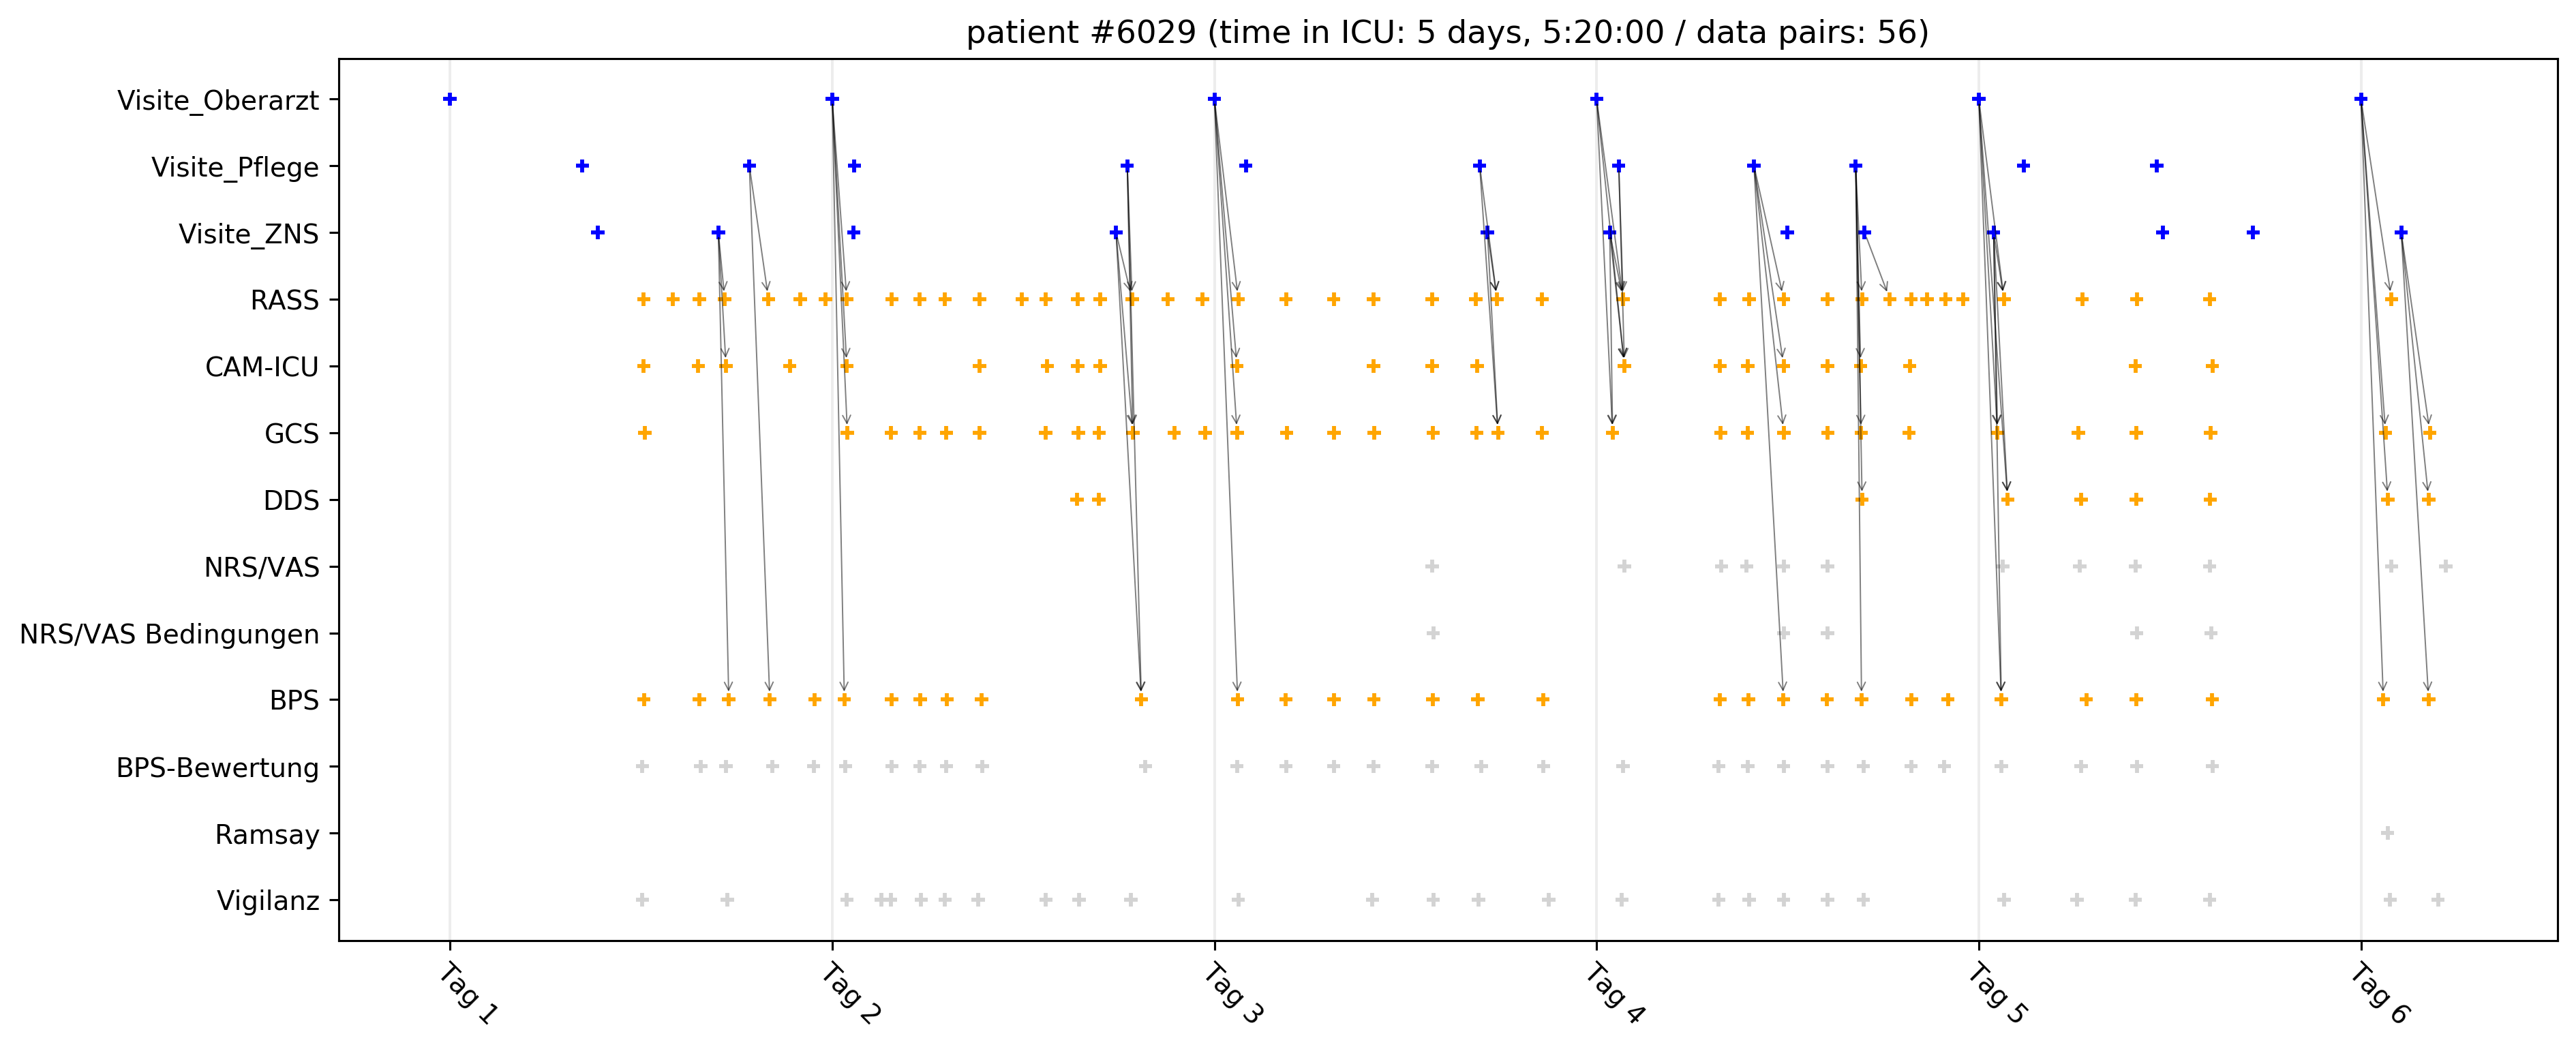 patient #6029 (time in ICU: 5 days, 5:20:00 / data pairs: 56)
Visite_Oberarzt
Visite_Pflege
Visite_ZNS
RASS
CAM-ICU
GCS
DDS
NRS/VAS
NRS/VAS Bedingungen
BPS
BPS-Bewertung
Ramsay
Vigilanz
Tag 1
Tag 2
Tag 3
Tag 4
Tag 5
Tag 6